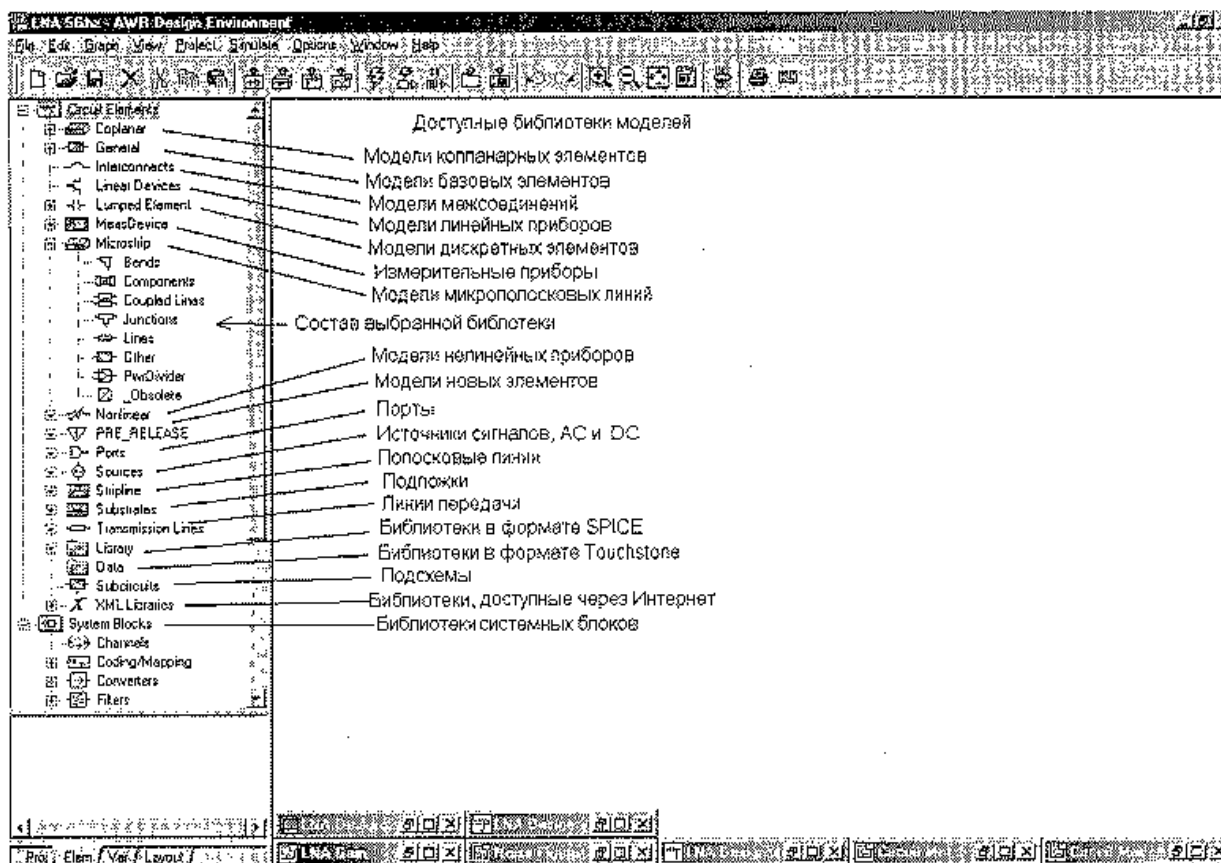 LNA 5Ghz - AWR Design Environment
File Edit Graph View Project Simulate Options Window Help
Circuit Elements
Доступные библиотеки моделей
Coplanar
Модели коппанарных элементов
General
Модели базовых элементов
Interconnects
Модели межсоединений
Linear Devices
Модели линейных приборов
Lumped Element
Модели дискретных элементов
MeasDevice
Измерительные приборы
Microstrip
Модели микрополосковых линий
Bends
Components
Coupled Lines
Junctions
Состав выбранной библотеки
Lines
Other
PwrDivider
_Obsolete
Модели нелинейных приборов
Модели новых элементов
Nonlinear
Порты
PRE_RELEASE
Источники сигналов, AC и DC
Ports
Полосковые линии
Sources
Подложки
Stripline
Линии передачи
Substrates
Transmission Lines
Библиотеки в формате SPICE
Library
Библиотеки в формате Touchstone
Data
Подсхемы
Subcircuits
Библиотеки, доступные через Интернет
XML Libraries
Библиотеки системных блоков
System Blocks
Channels
Coding/Mapping
Converters
Filters
Proj Elem Var Layout